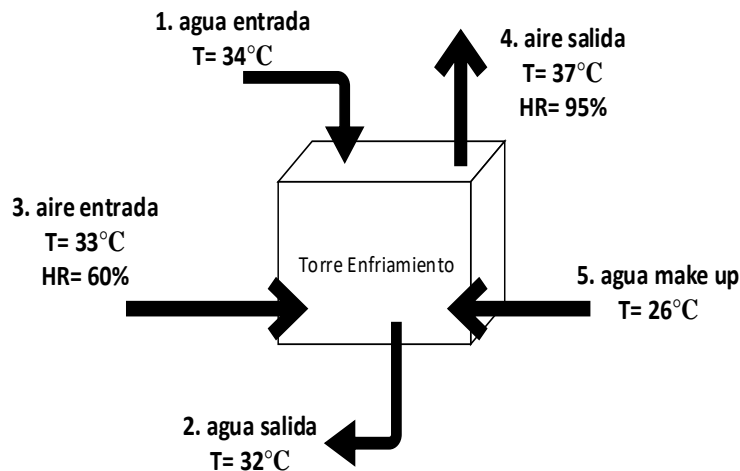 1. agua entrada
T= 34°C
4. aire salida
T= 37°C
HR= 95%
3. aire entrada
T= 33°C
HR= 60%
Torre Enfriamiento
5. agua make up
T= 26°C
2. agua salida
T= 32°C